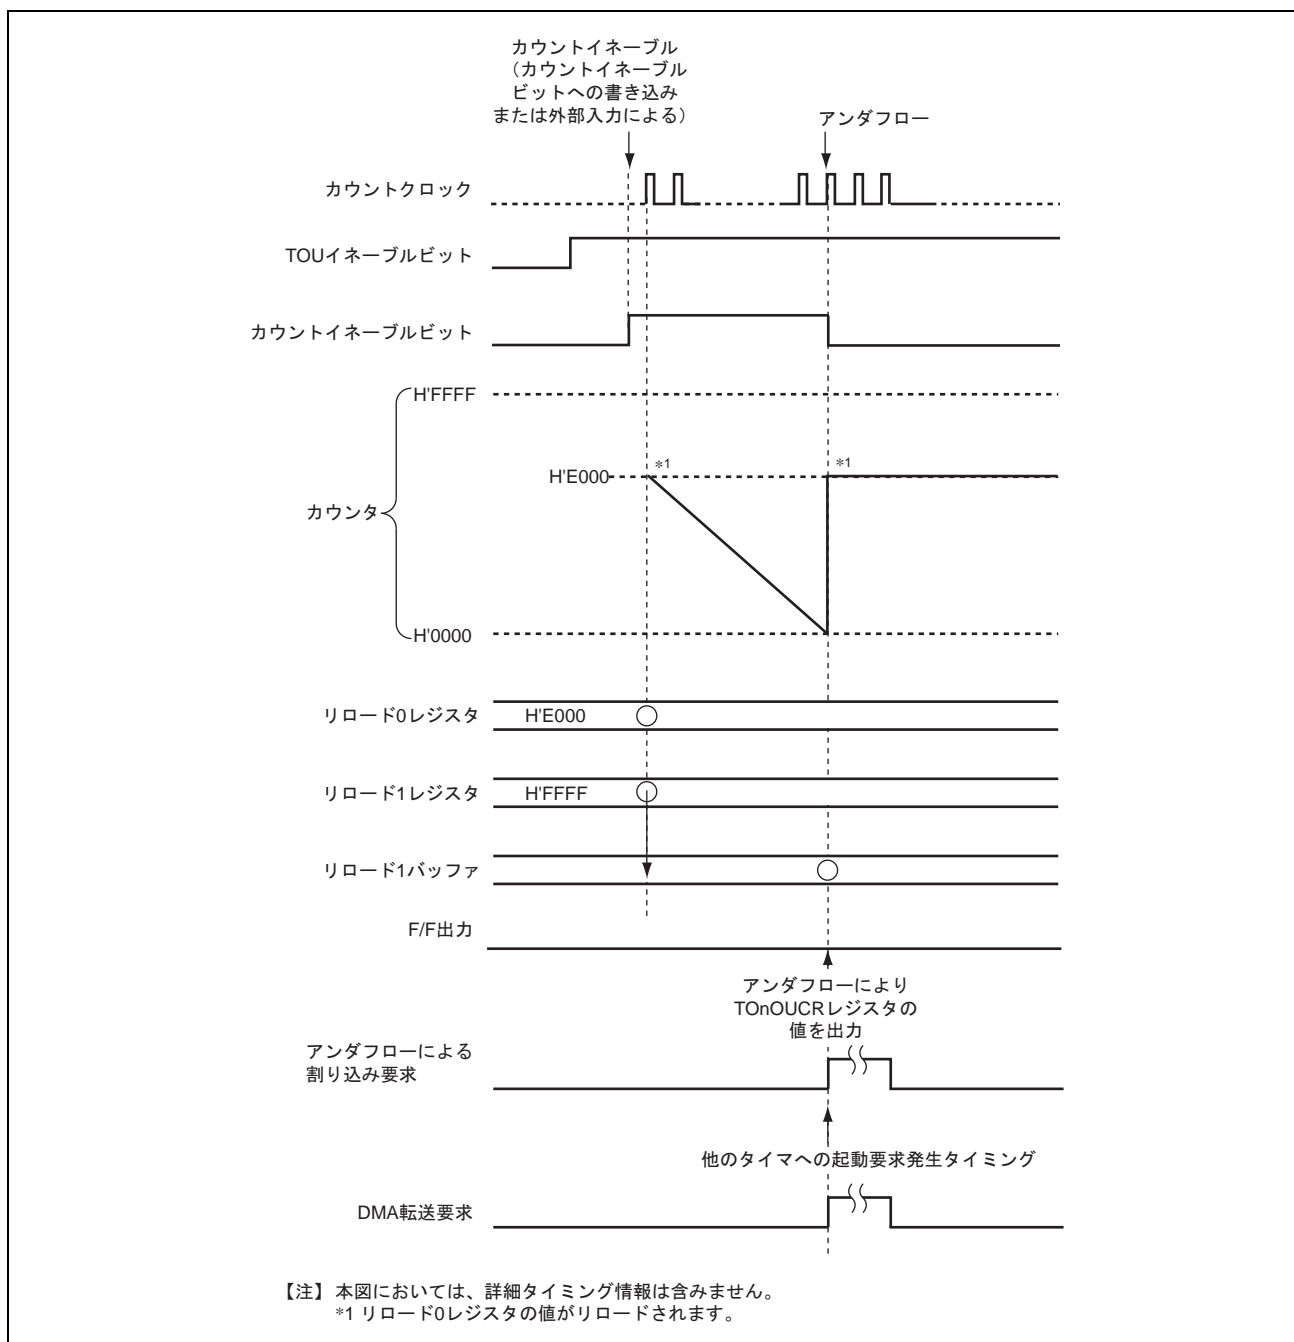 カウントイネーブル
（カウントイネーブル
ビットへの書き込み
または外部入力による）
アンダフロー
カウントクロック
TOUイネーブルビット
カウントイネーブルビット
H'FFFF
*1
*1
H'E000
カウンタ
H'0000
リロード0レジスタ
H'E000
リロード1レジスタ
H'FFFF
リロード1バッファ
F/F出力
アンダフローにより
TOnOUCRレジスタの
値を出力
アンダフローによる
割り込み要求
他のタイマへの起動要求発生タイミング
DMA転送要求
【注】 本図においては、詳細タイミング情報は含みません。
*1 リロード0レジスタの値がリロードされます。